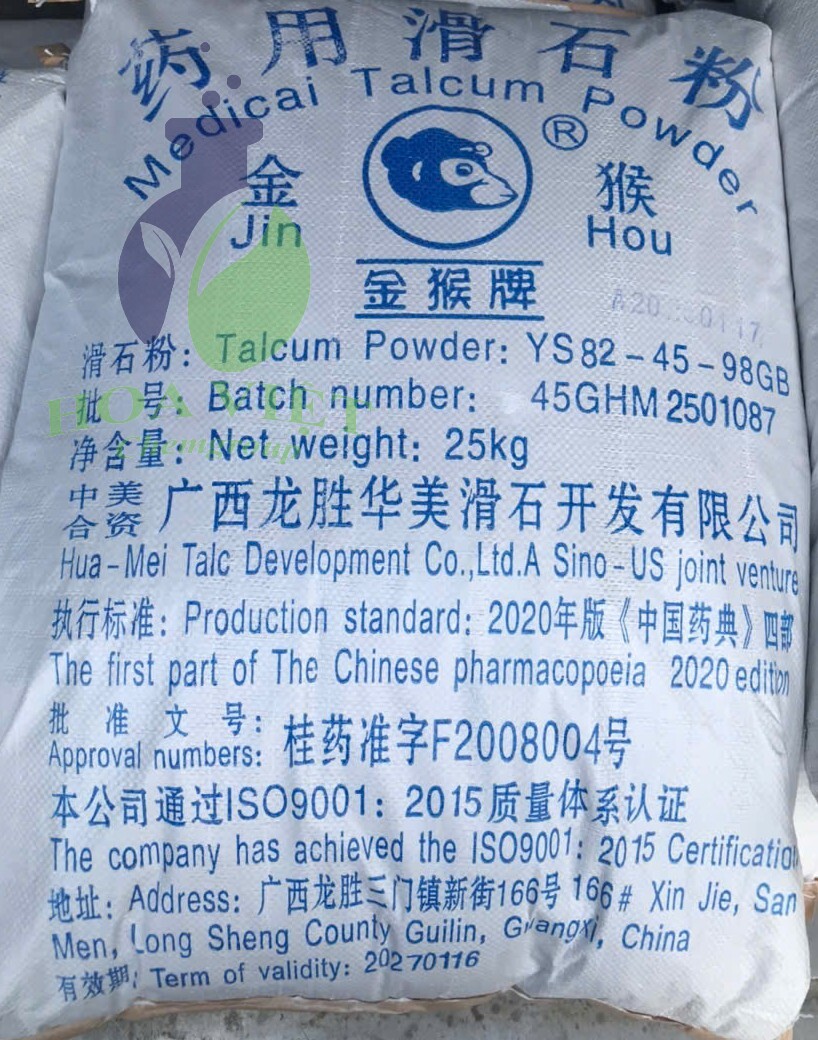 药用滑石粉
Medical Talcum Powder
金 ® 猴
Jin Hou
金猴牌
滑石粉: Talcum Powder: YS82-45-98GB
批 号: Batch number: 45GHM2501087
HOA VIỆT
净含量: Net weight: 25kg
中美合资 广西龙胜华美滑石开发有限公司
Hua-Mei Talc Development Co.,Ltd.A Sino-US joint venture
执行标准: Production standard: 2020年版《中国药典》四部
The first part of The Chinese pharmacopoeia 2020 edition
批 准 文 号:
Approval numbers: 桂药准字F2008004号
本公司通过ISO9001: 2015质量体系认证
The company has achieved the ISO9001: 2015 Certification
地址: Address: 广西龙胜三门镇新街166号 166# Xin Jie, San
Men, Long Sheng County Guilin, Guangxi, China
有效期: Term of validity: 20270116